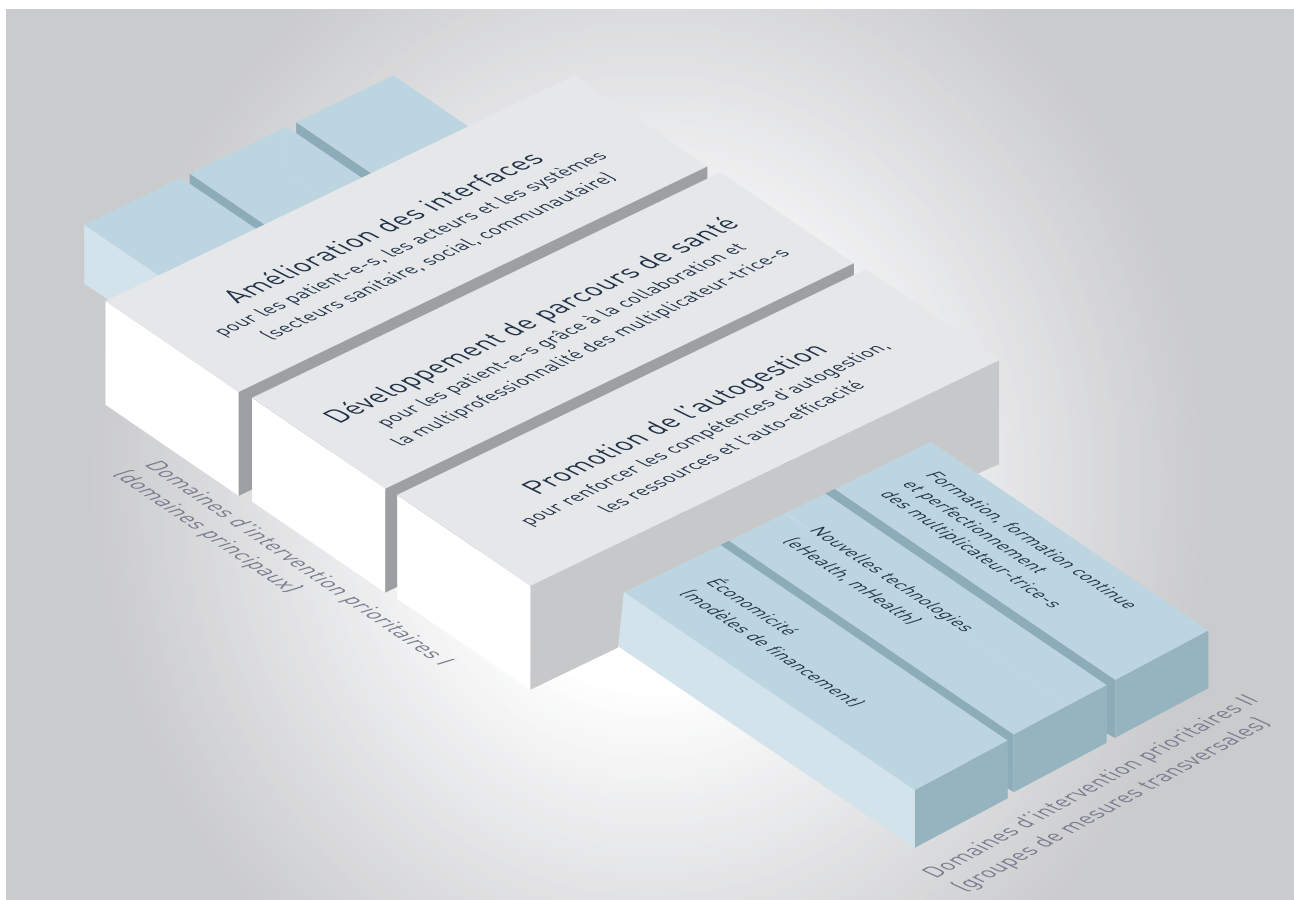 Amélioration des interfaces
pour les patient-e-s, les acteurs et les systèmes
(secteurs sanitaire, social, communautaire)
Développement de parcours de santé
pour les patient-e-s grâce à la collaboration et
la multiprofessionnalité des multiplicateur-trice-s
Promotion de l'autogestion
pour renforcer les compétences d'autogestion,
les ressources et l'auto-efficacité
Domaines d'intervention prioritaires I
(domaines principaux)
Formation, formation continue
et perfectionnement
des multiplicateur-trice-s
Nouvelles technologies
(eHealth, mHealth)
Économicité
(modèles de financement)
Domaines d'intervention prioritaires II
(groupes de mesures transversales)